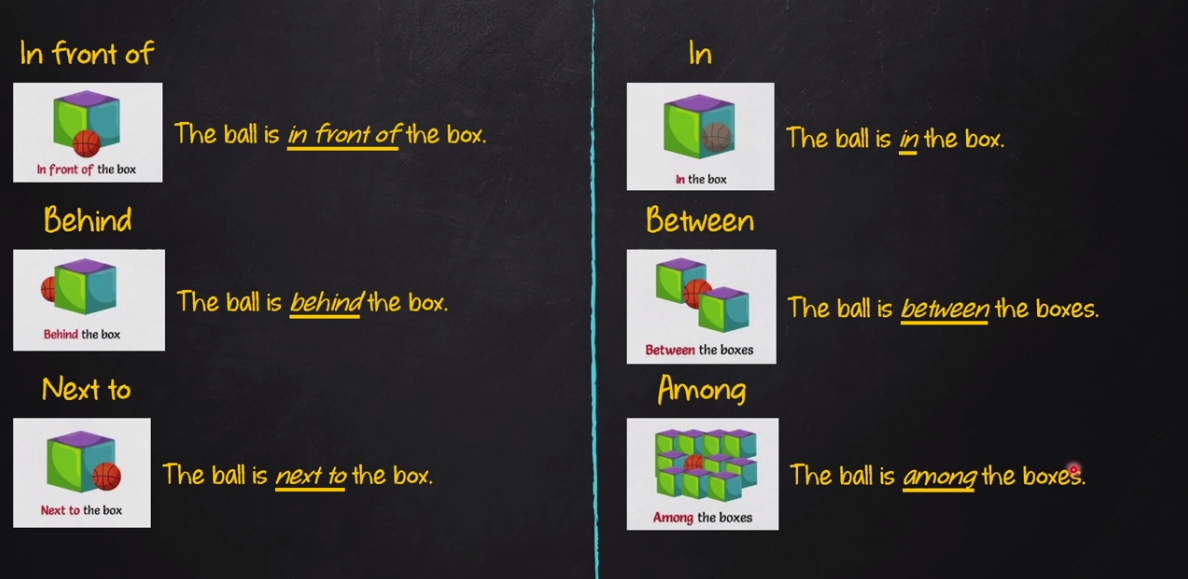 In front of
In front of the box
The ball is in front of the box.
Behind
Behind the box
The ball is behind the box.
Next to
Next to the box
The ball is next to the box.
In
In the box
The ball is in the box.
Between
Between the boxes
The ball is between the boxes.
Among
Among the boxes
The ball is among the boxes.